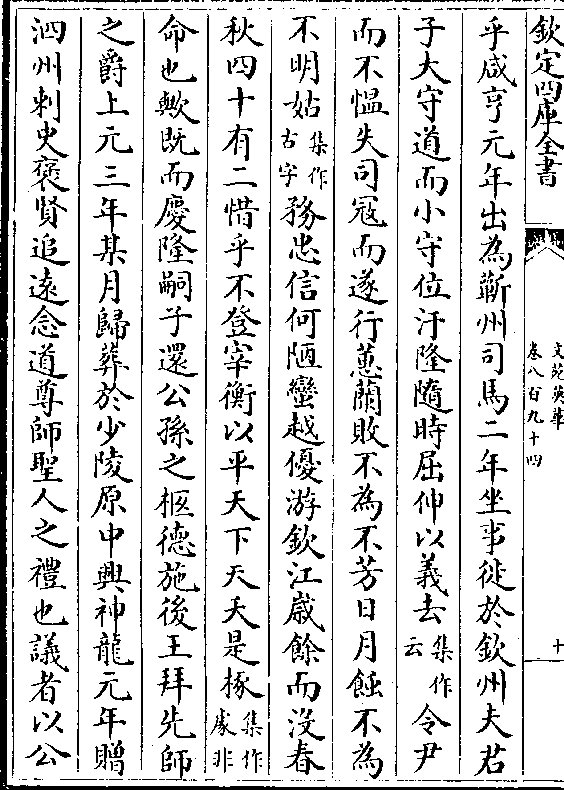 欽定四庫全書
文苑英華
卷八百九十四
十
乎咸亨元年出為蘄州司馬二年坐事徙於欽州夫君
子大守道而小守位汙隆隨時屈伸以義去集作云令尹
而不愠失司寇而遂行蕙蘭敗不為不芳日月蝕不為
不明姑集作古字務忠信何陋蠻越優游欽江歲餘而没春
秋四十有二惜乎不登宰衡以平天下天夭是椓集作㨿非
命也歟既而慶隆嗣子還公孫之柩德施後王拜先師
之爵上元三年某月歸葬於少陵原中興神龍元年贈
泗州刺史褒賢追遠念道尊師聖人之禮也議者以公